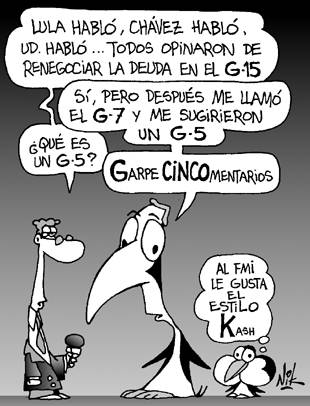 LULA HABLÓ, CHÁVEZ HABLÓ,
UD. HABLÓ... TODOS OPINARON DE
RENEGOCIAR LA DEUDA EN EL G-15
SÍ, PERO DESPUÉS ME LLAMÓ
EL G-7 Y ME SUGIRIERON
UN G-5
¿QUÉ ES
UN G-5?
GARPE CINCOMENTARIOS
AL FMI
LE GUSTA
EL
ESTILO
KASH
NIK